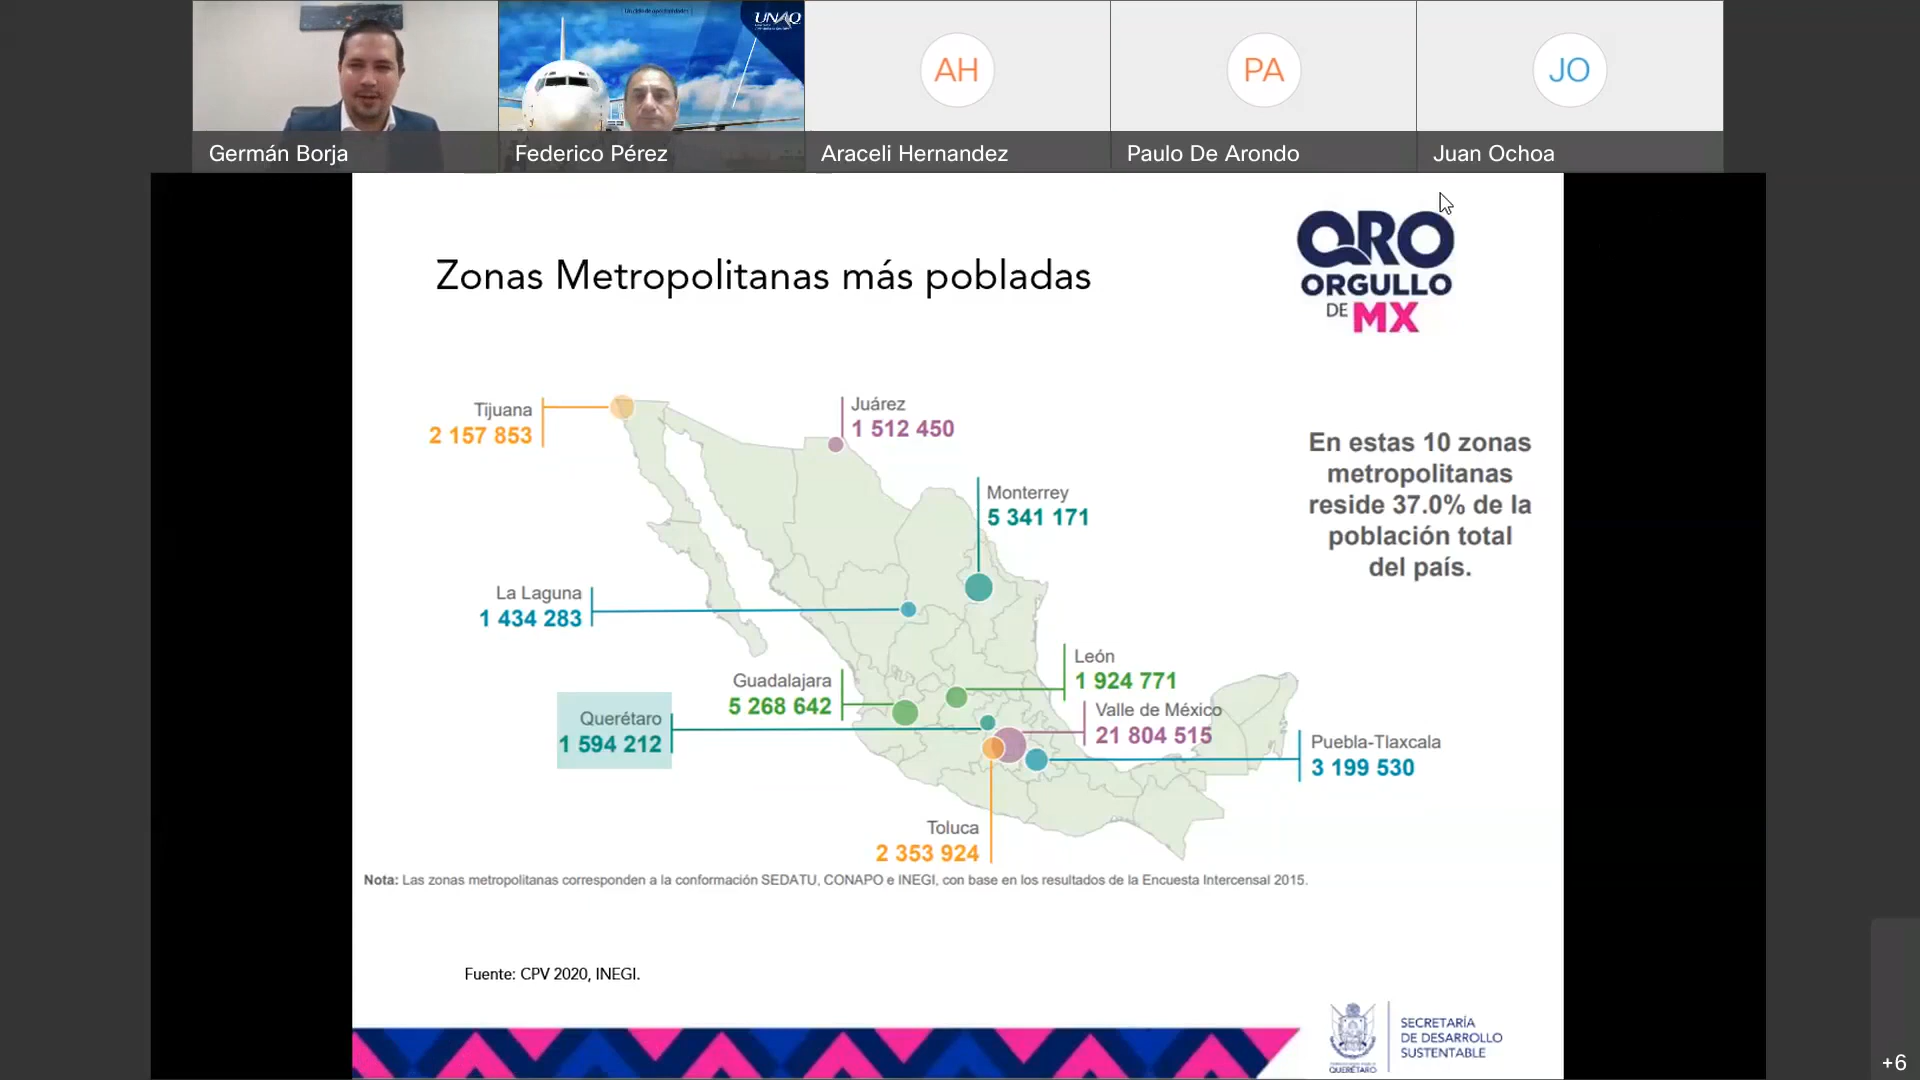 UNAQ
AH
PA
JO
Germán Borja
Federico Pérez
Araceli Hernandez
Paulo De Arondo
Juan Ochoa
QRO
ORGULLO
DE MX
Zonas Metropolitanas más pobladas
Tijuana
2 157 853
Juárez
1 512 450
En estas 10 zonas
metropolitanas
reside 37.0% de la
población total
del país.
Monterrey
5 341 171
La Laguna
1 434 283
León
1 924 771
Guadalajara
5 268 642
Valle de México
21 804 515
Querétaro
1 594 212
Puebla-Tlaxcala
3 199 530
Toluca
2 353 924
Nota: Las zonas metropolitanas corresponden a la conformación SEDATU, CONAPO e INEGI, con base en los resultados de la Encuesta Intercensal 2015.
Fuente: CPV 2020, INEGI.
SECRETARÍA
DE DESARROLLO
SUSTENTABLE
QUERÉTARO
+6